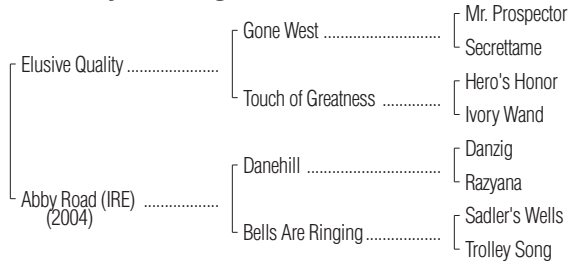 Mr. Prospector
Gone West ......................
Secrettame
Elusive Quality ......................
Hero's Honor
Touch of Greatness ..............
Ivory Wand
Danzig
Danehill ................................
Razyana
Abby Road (IRE) ..................
(2004)
Sadler's Wells
Bells Are Ringing..................
Trolley Song